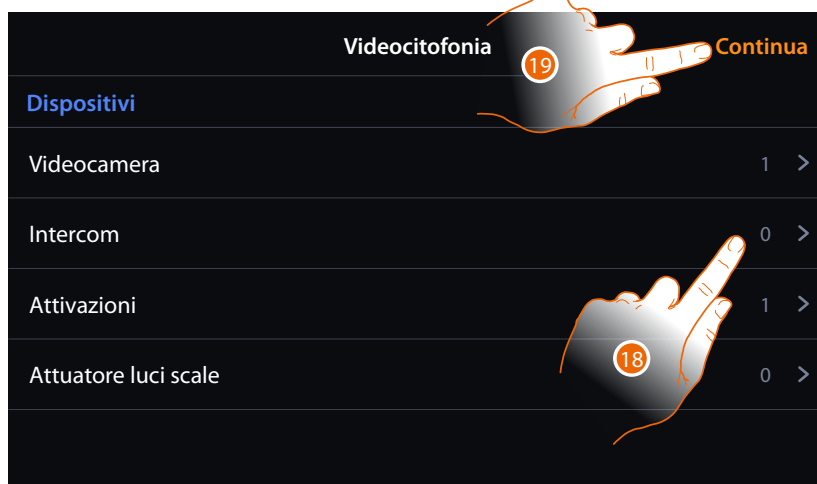 Videocitofonia
Continua
19
Dispositivi
Videocamera 1 >
Intercom 0 >
Attivazioni 1 >
18
Attuatore luci scale 0 >